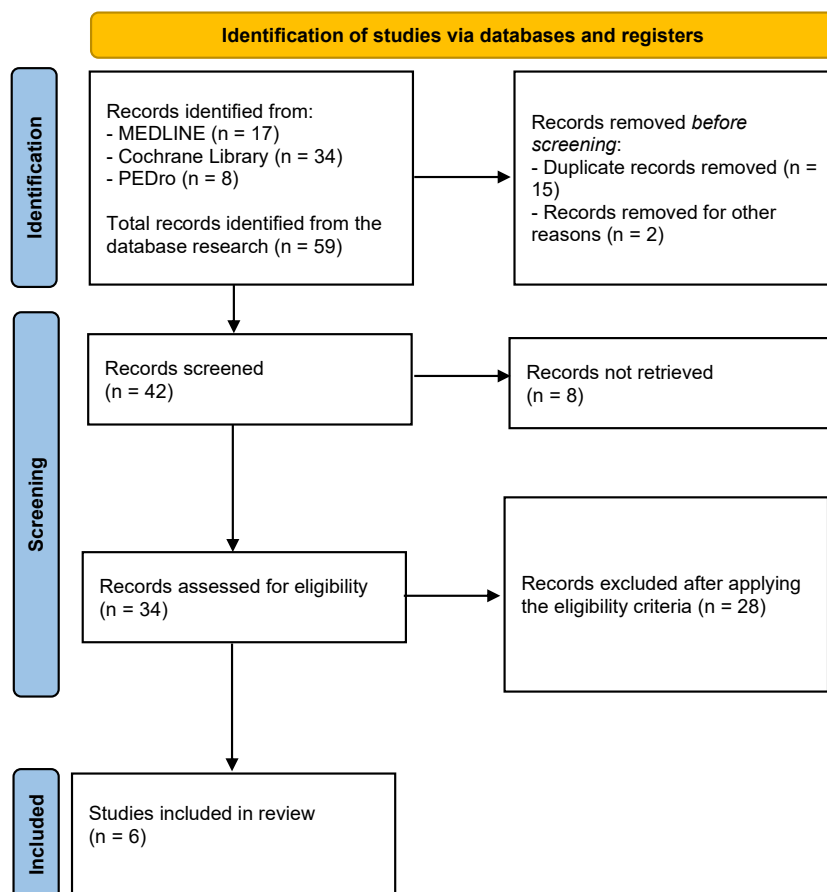 Identification of studies via databases and registers
Identification
Records identified from:
- MEDLINE (n = 17)
- Cochrane Library (n = 34)
- PEDro (n = 8)
Total records identified from the
database research (n = 59)
Records removed before
screening:
- Duplicate records removed (n =
15)
- Records removed for other
reasons (n = 2)
Screening
Records screened
(n = 42)
Records not retrieved
(n = 8)
Records assessed for eligibility
(n = 34)
Records excluded after applying
the eligibility criteria (n = 28)
Included
Studies included in review
(n = 6)